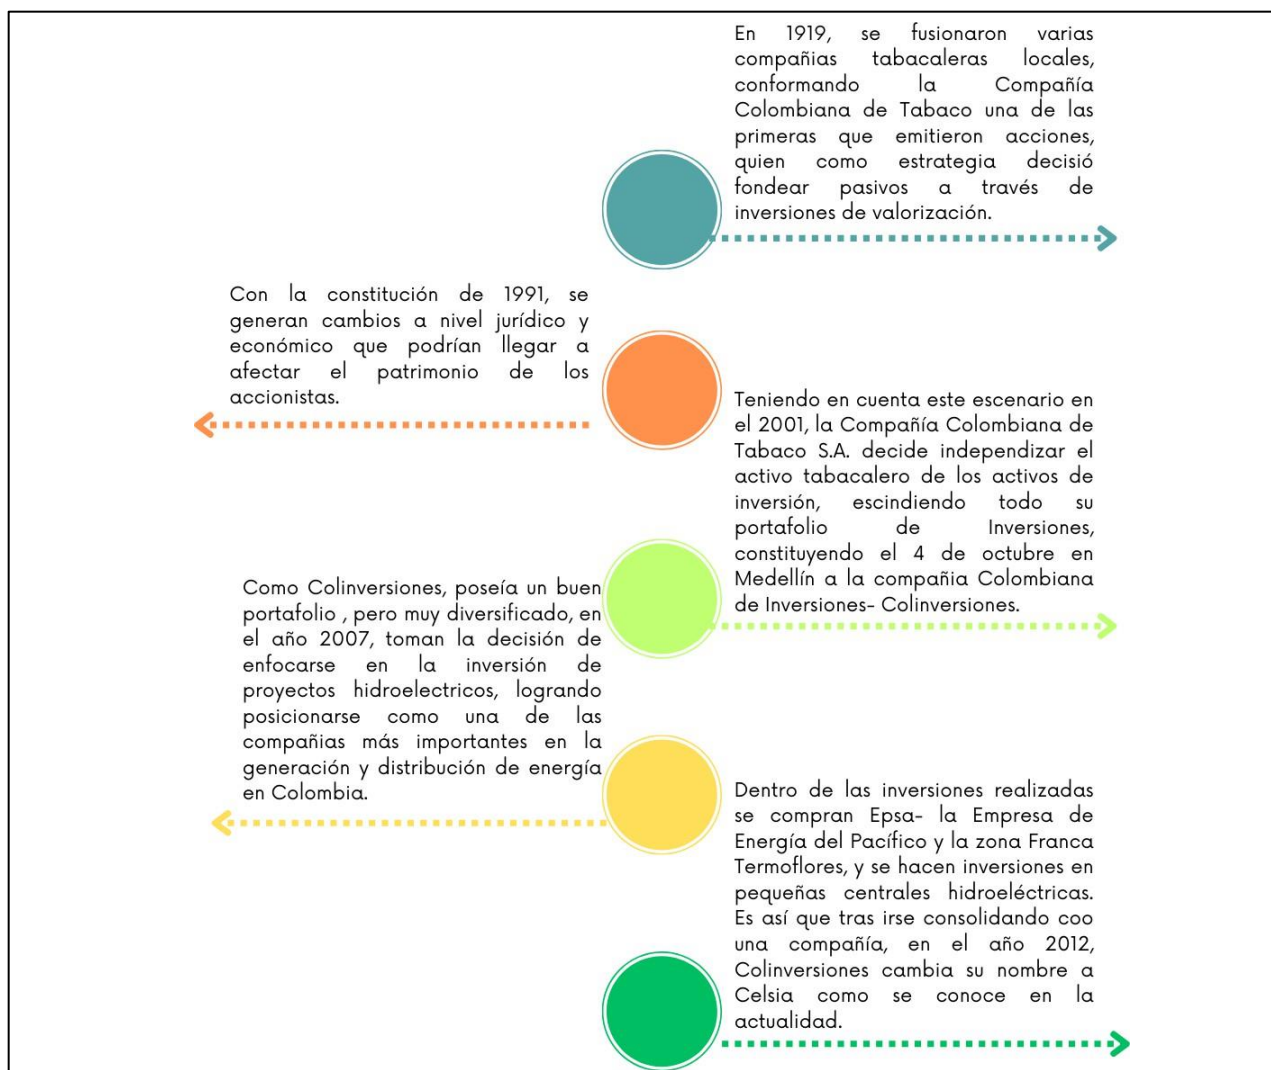 En 1919, se fusionaron varias
compañias tabacaleras locales,
conformando la Compañía
Colombiana de Tabaco una de las
primeras que emitieron acciones,
quien como estrategia decisió
fondear pasivos a través de
inversiones de valorización.
Con la constitución de 1991, se
generan cambios a nivel jurídico y
económico que podrían llegar a
afectar el patrimonio de los
accionistas.
Teniendo en cuenta este escenario en
el 2001, la Compañía Colombiana de
Tabaco S.A. decide independizar el
activo tabacalero de los activos de
inversión, escindiendo todo su
portafolio de Inversiones,
constituyendo el 4 de octubre en
Medellín a la compañia Colombiana
de Inversiones- Colinversiones.
Como Colinversiones, poseía un buen
portafolio , pero muy diversificado, en
el año 2007, toman la decisión de
enfocarse en la inversión de
proyectos hidroelectricos, logrando
posicionarse como una de las
compañias más importantes en la
generación y distribución de energía
en Colombia.
Dentro de las inversiones realizadas
se compran Epsa- la Empresa de
Energía del Pacífico y la zona Franca
Termoflores, y se hacen inversiones en
pequeñas centrales hidroeléctricas.
Es así que tras irse consolidando coo
una compañía, en el año 2012,
Colinversiones cambia su nombre a
Celsia como se conoce en la
actualidad.